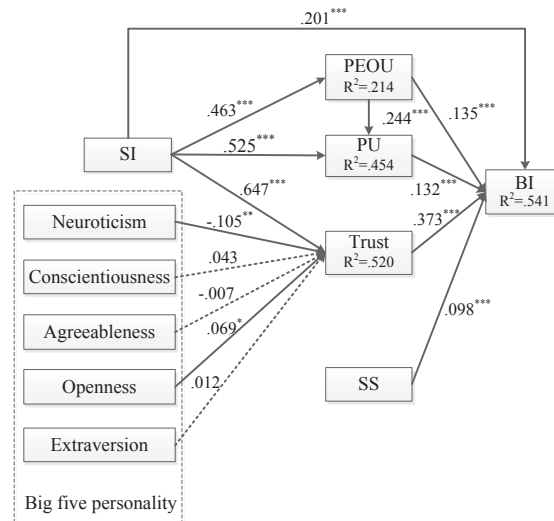 .201***
PEOU
R²=.214
.463***
.135***
.244***
SI
.525***
PU
R²=.454
BI
R²=.541
.132***
.647***
Neuroticism
-.105**
.373***
Trust
R²=.520
Conscientiousness
.043
-.007
Agreeableness
.069*
.098***
Openness
.012
SS
Extraversion
Big five personality